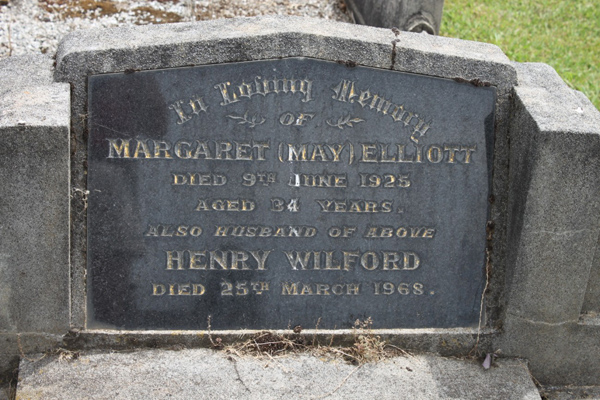 In Loving Memory
OF
MARGARET (MAY) ELLIOTT
DIED 9TH JUNE 1925
AGED 34 YEARS.
ALSO HUSBAND OF ABOVE
HENRY WILFORD
DIED 25TH MARCH 1968.